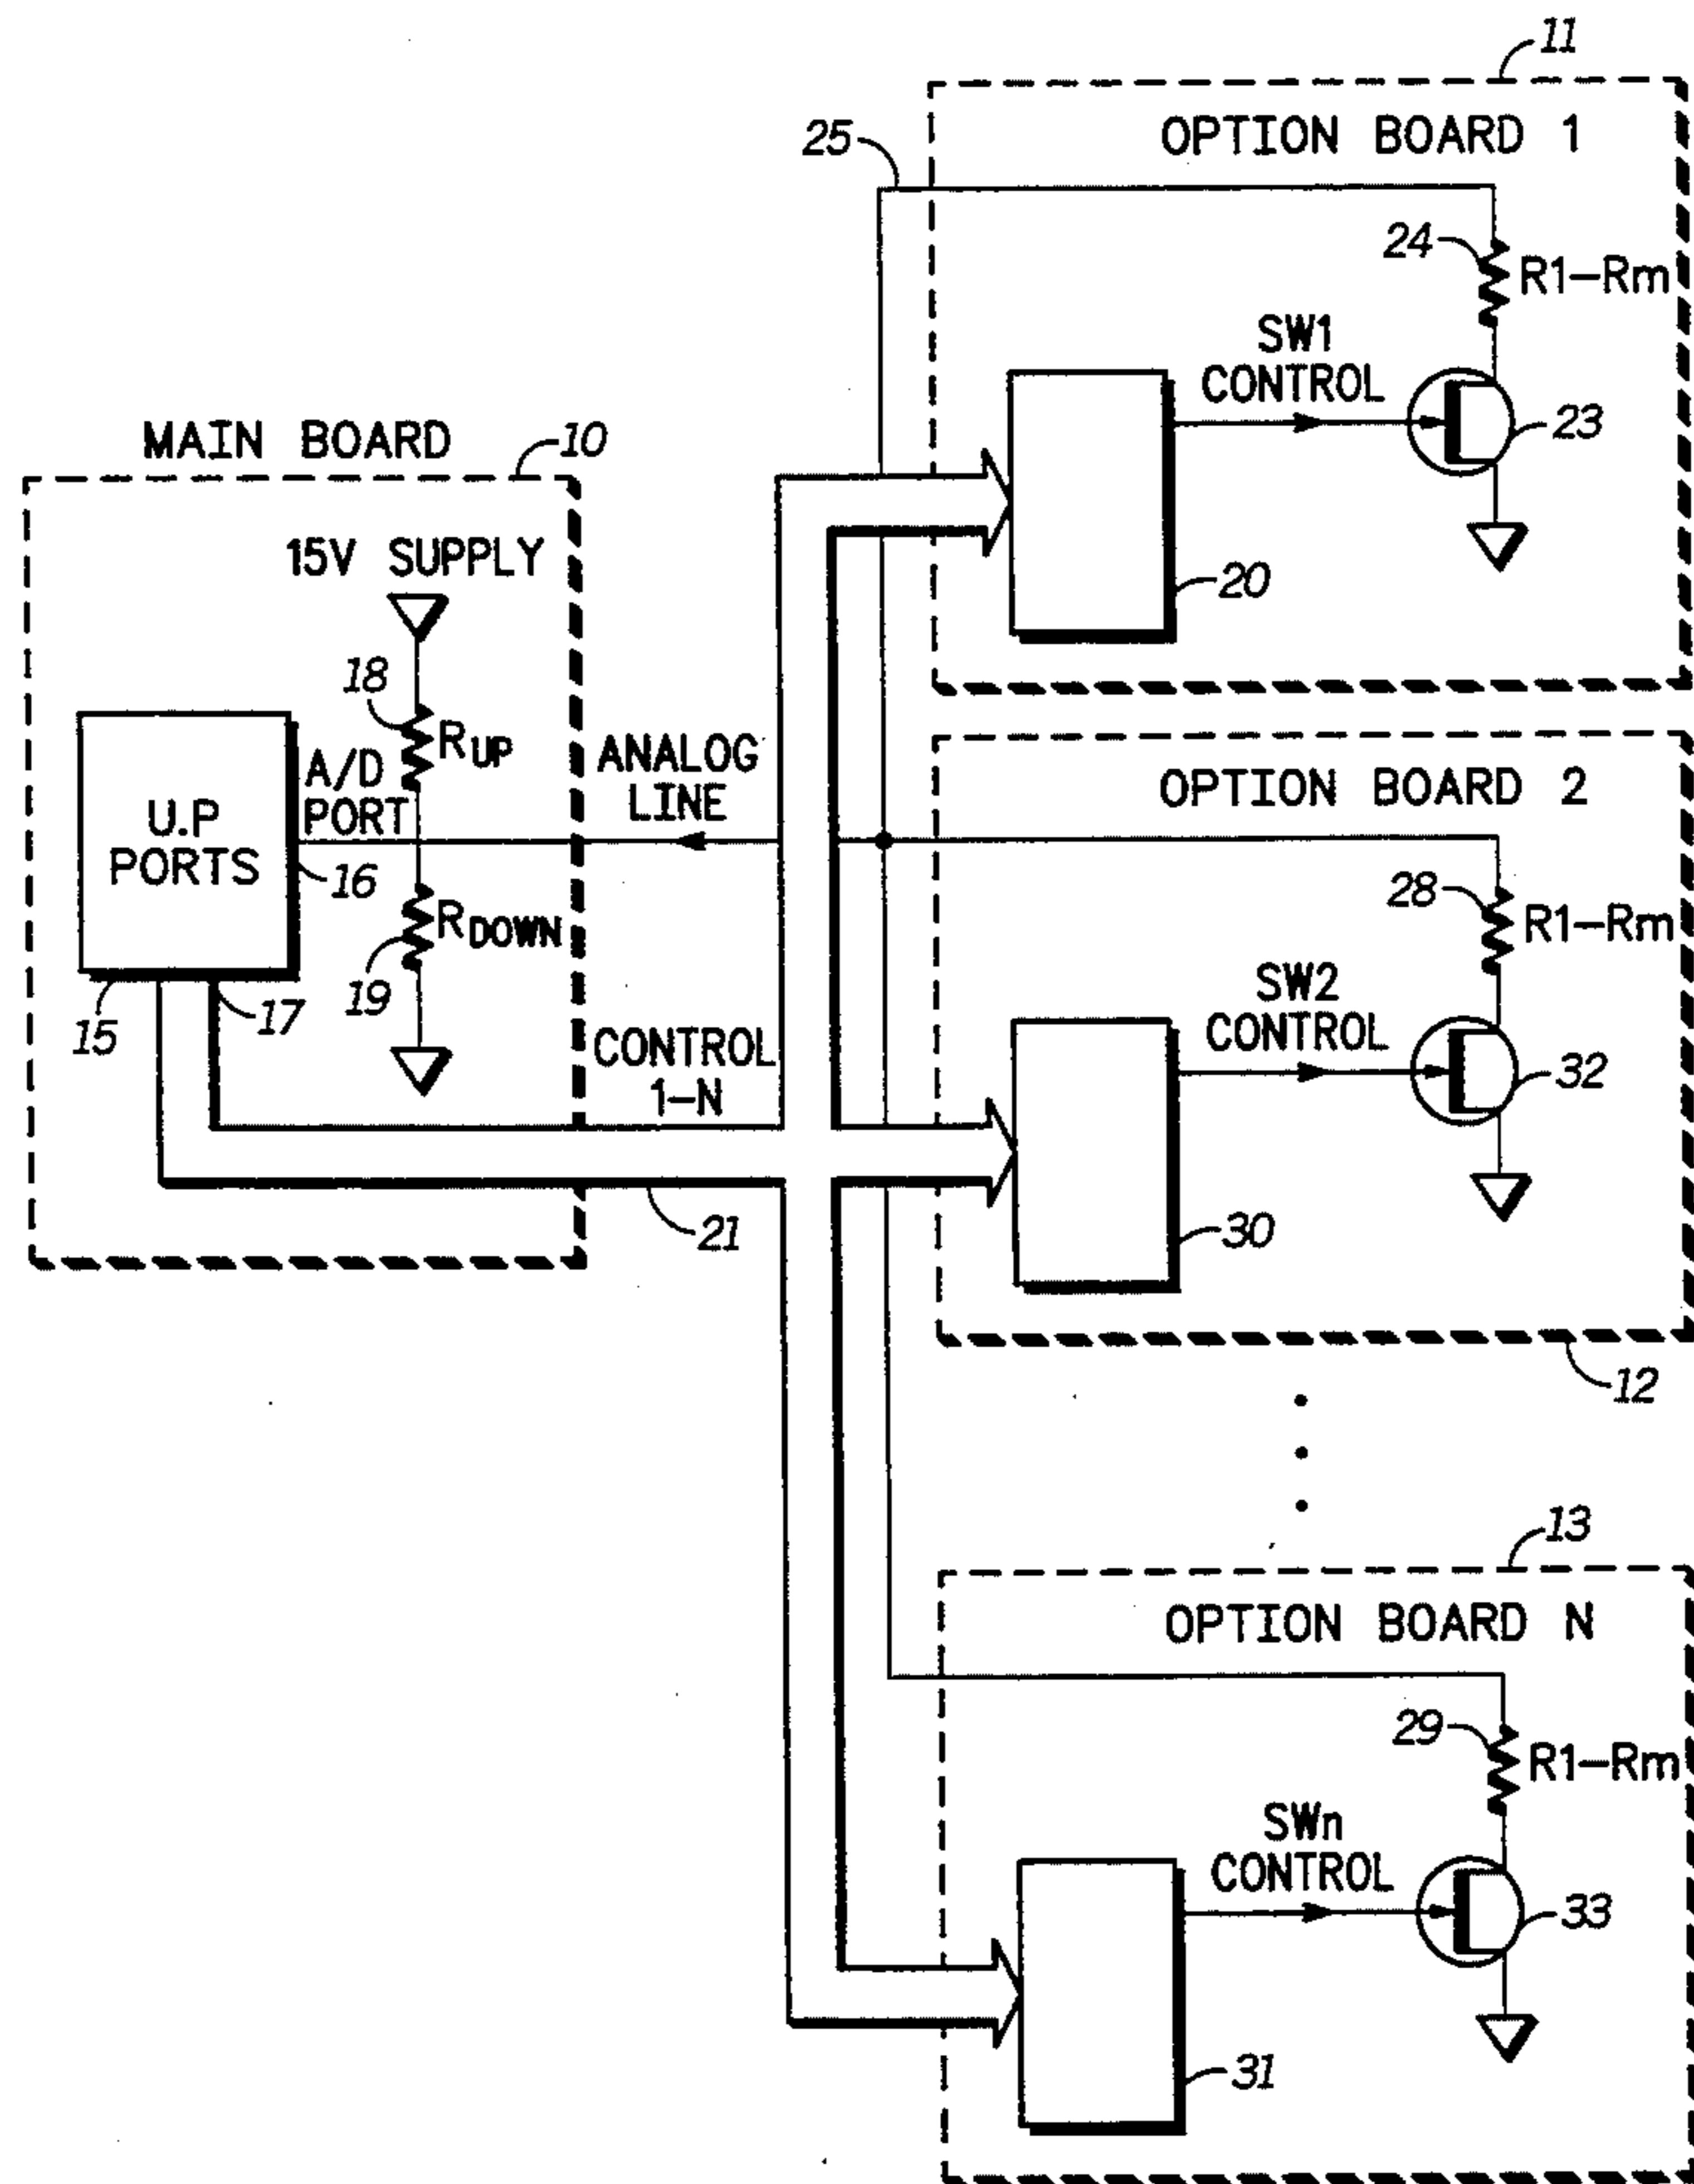 11
OPTION BOARD 1
25
24
R1-Rm
SW1
CONTROL
23
20
MAIN BOARD
10
15V SUPPLY
18
RUP
A/D
PORT
U.P
PORTS
16
ANALOG
LINE
RDOWN
19
15
17
CONTROL
1-N
21
OPTION BOARD 2
28
R1-Rm
SW2
CONTROL
32
30
12
13
OPTION BOARD N
29
R1-Rm
SWn
CONTROL
33
31